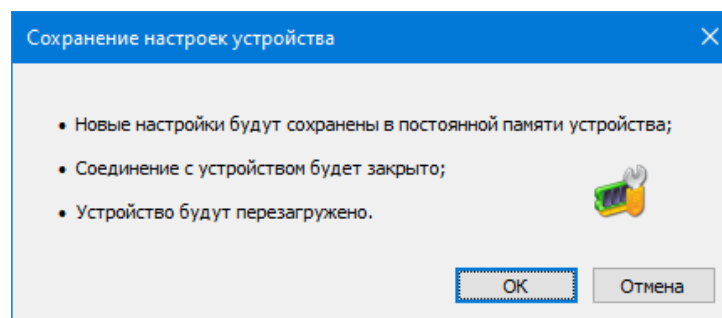 Сохранение настроек устройства
• Новые настройки будут сохранены в постоянной памяти устройства;
• Соединение с устройством будет закрыто;
• Устройство будут перезагружено.
OK Отмена